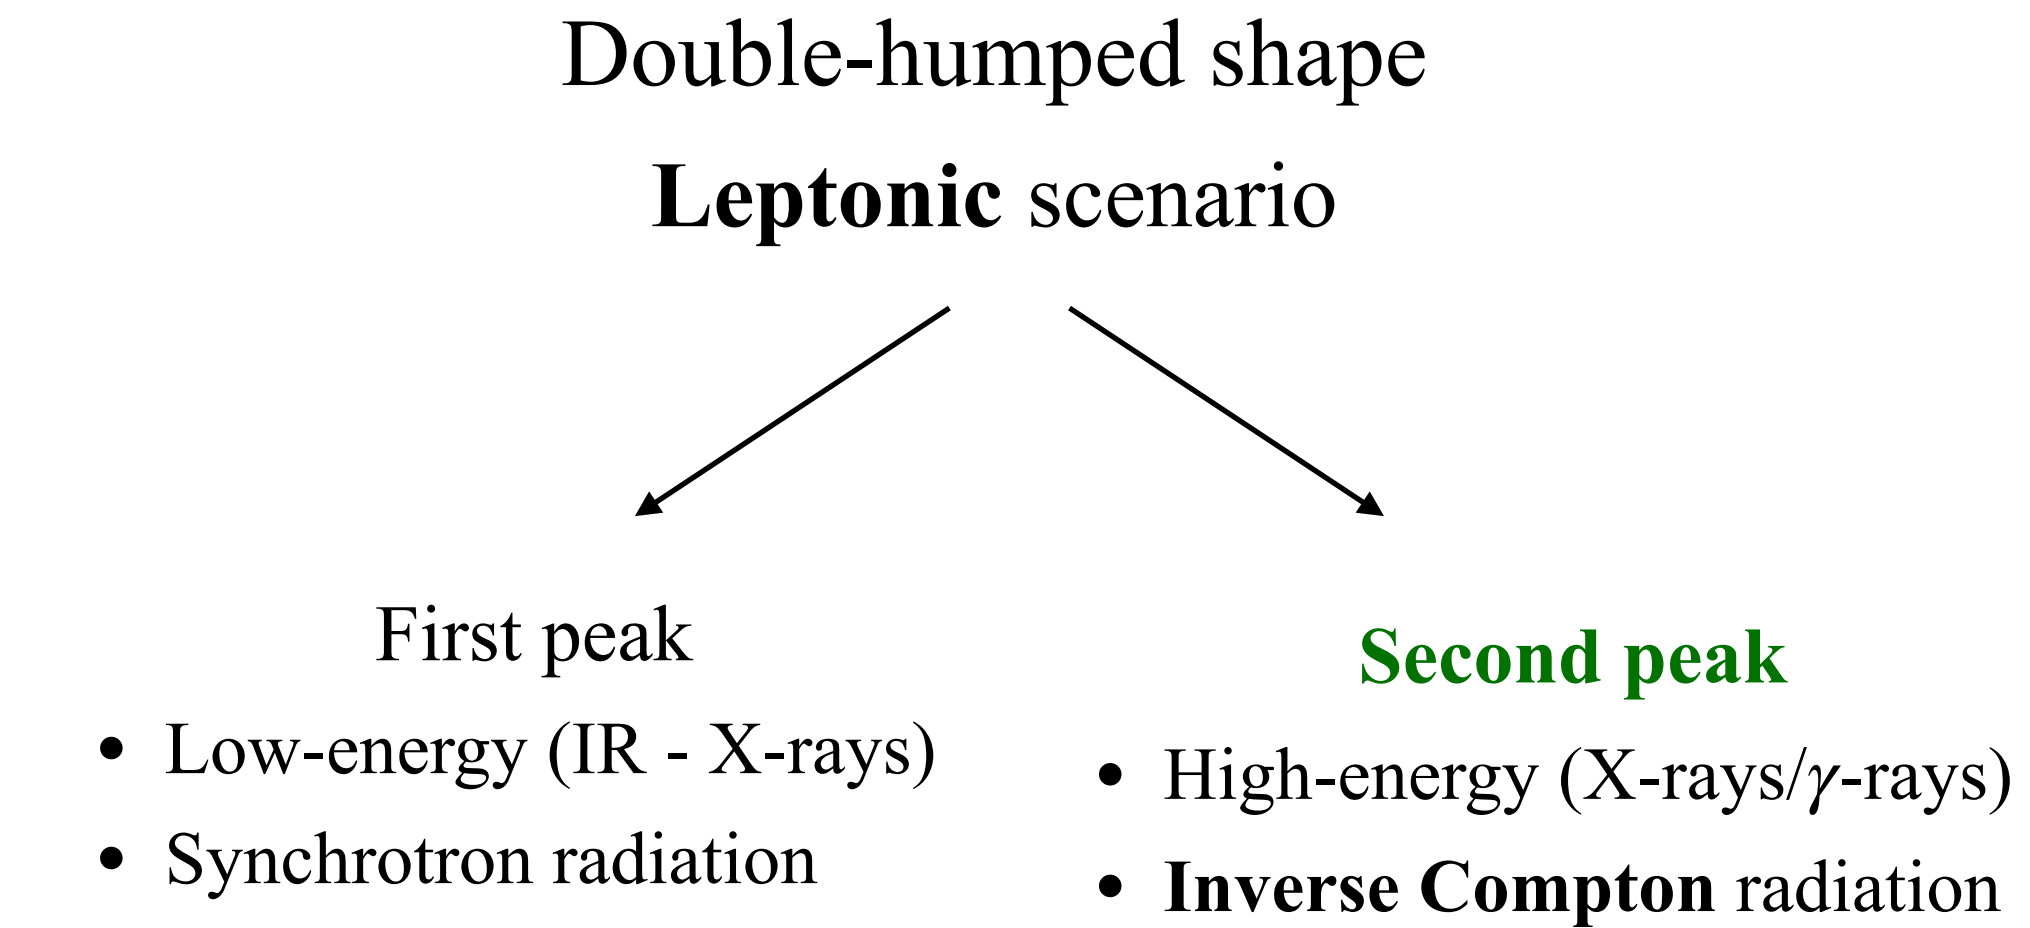 Double-humped shape
Leptonic scenario
First peak
• Low-energy (IR - X-rays)
• Synchrotron radiation
Second peak
• High-energy (X-rays/γ-rays)
• Inverse Compton radiation